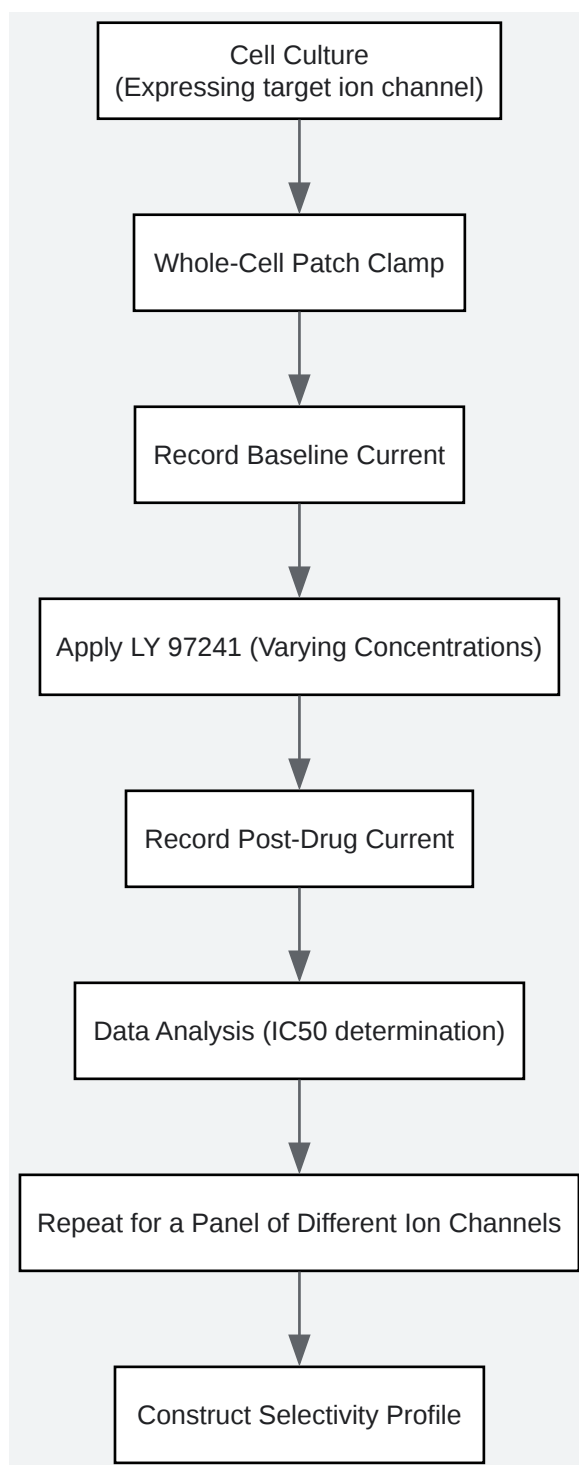 Cell Culture
(Expressing target ion channel)
Whole-Cell Patch Clamp
Record Baseline Current
Apply LY 97241 (Varying Concentrations)
Record Post-Drug Current
Data Analysis (IC50 determination)
Repeat for a Panel of Different Ion Channels
Construct Selectivity Profile